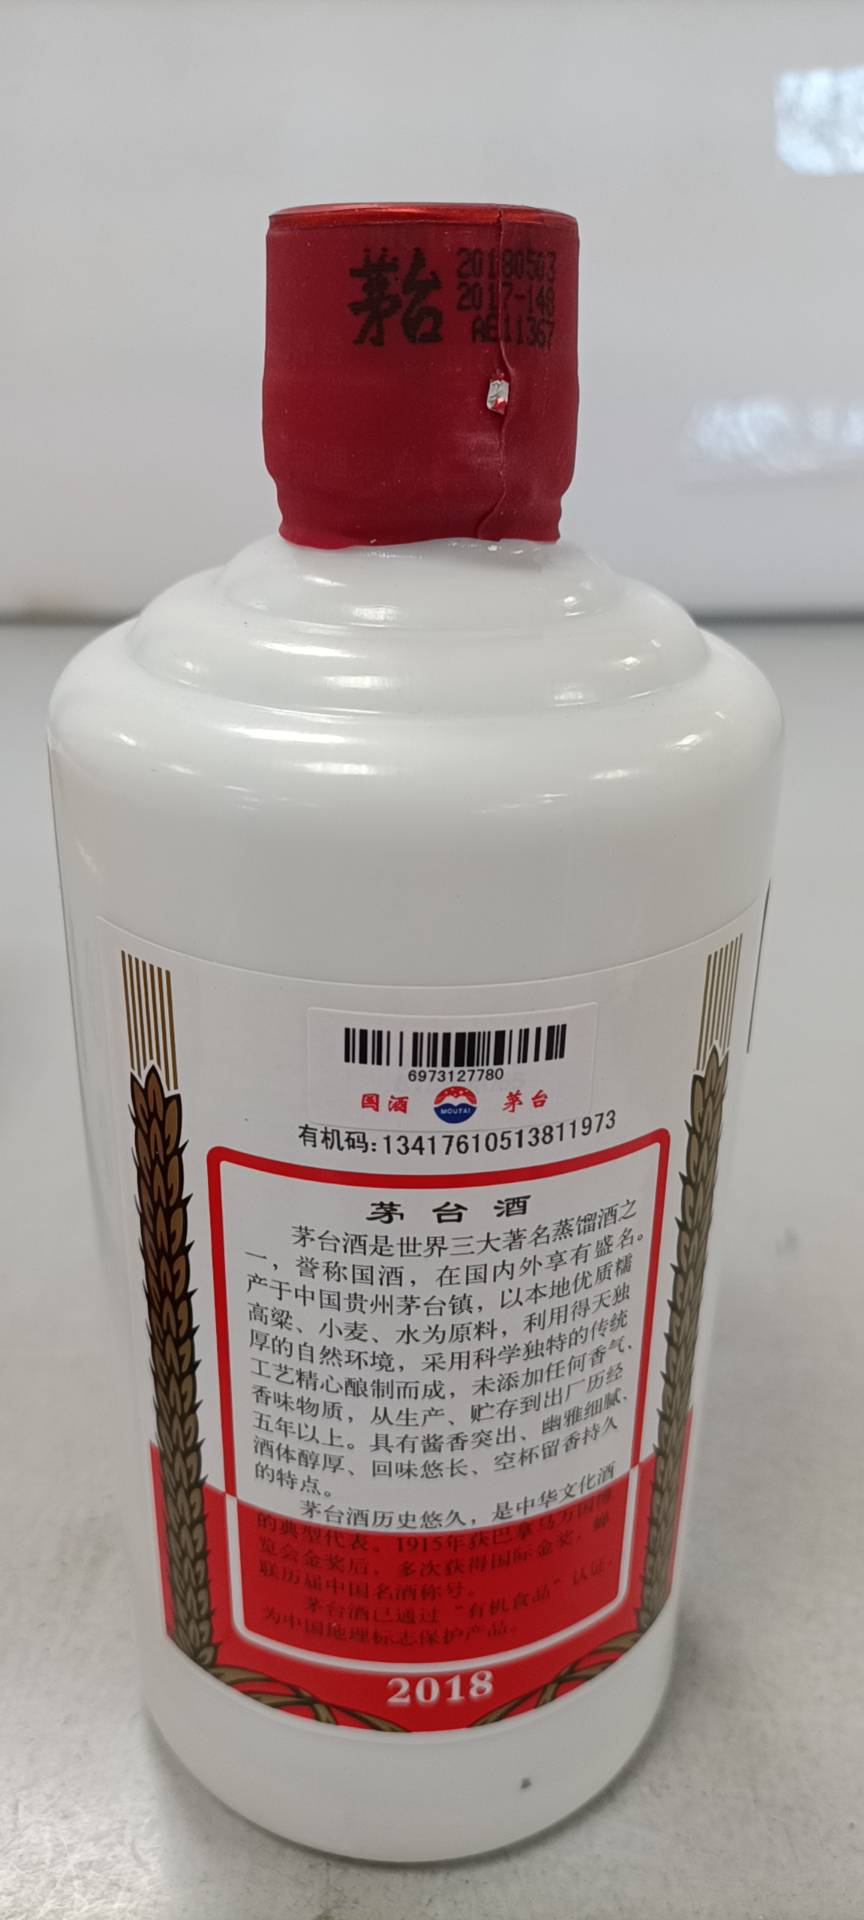 茅台
20180503
2017-148
AE11367
6973127780
国酒
MOUTAI
茅台
有机码:13417610513811973
茅台酒
茅台酒是世界三大著名蒸馏酒之
一，誉称国酒，在国内外享有盛名。
产于中国贵州茅台镇，以本地优质糯
高粱、小麦、水为原料，利用得天独
厚的自然环境，采用科学独特的传统
工艺精心酿制而成，未添加任何香气、
香味物质，从生产、贮存到出厂历经
五年以上。具有酱香突出、幽雅细腻、
酒体醇厚、回味悠长、空杯留香持久
的特点。
茅台酒历史悠久，是中华文化酒
的典型代表。1915年获巴拿马万国博
览会金奖后，多次获得国际金奖，蝉
联历届中国名酒称号。
茅台酒已通过“有机食品”认证，
为中国地理标志保护产品。
2018